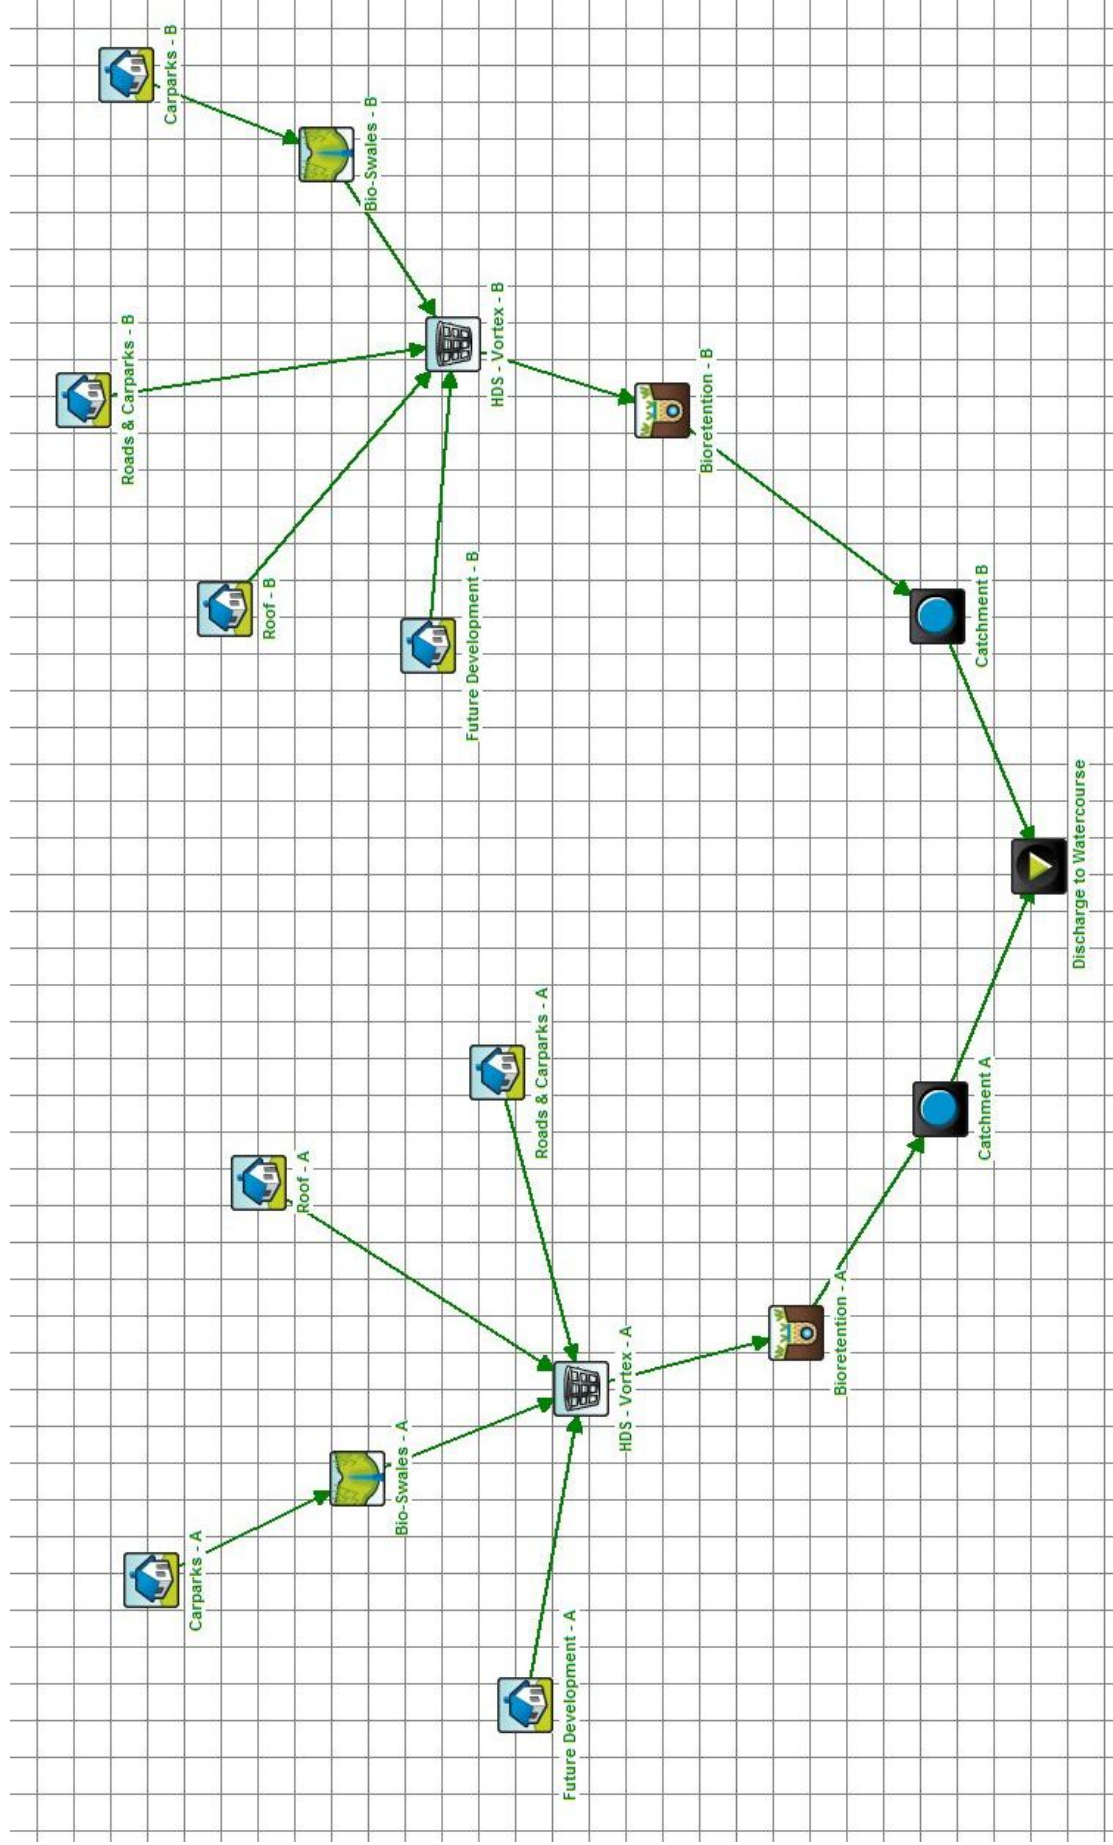 Carparks - B
Bio-Swales - B
Roads & Carparks - B
HDS - Vortex - B
Bioretention - B
Roof - B
Future Development - B
Catchment B
Discharge to Watercourse
Roads & Carparks - A
Roof - A
Catchment A
HDS - Vortex - A
Bioretention - A
Bio-Swales - A
Carparks - A
Future Development - A